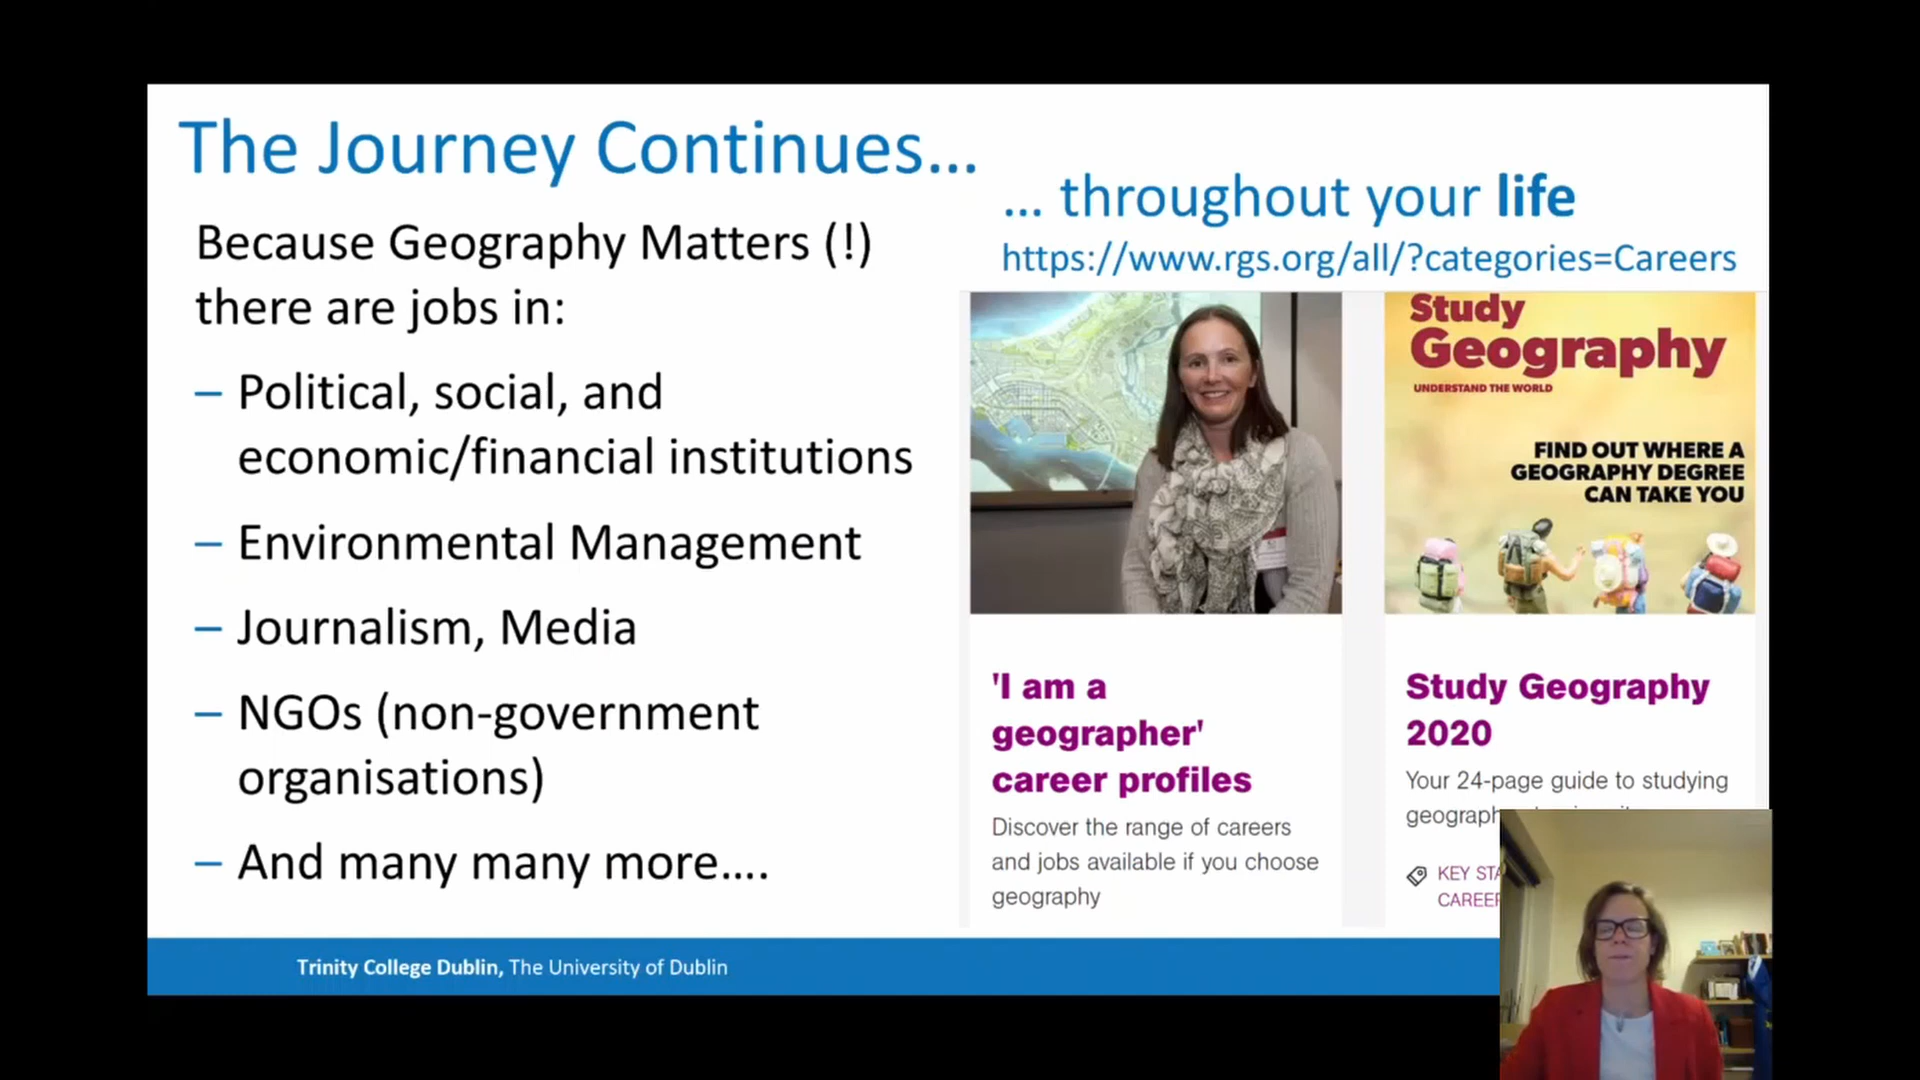 The Journey Continues…
Because Geography Matters (!)
there are jobs in:
– Political, social, and
economic/financial institutions
– Environmental Management
– Journalism, Media
– NGOs (non-government
organisations)
– And many many more….
… throughout your life
https://www.rgs.org/all/?categories=Careers
Study
Geography
UNDERSTAND THE WORLD
FIND OUT WHERE A
GEOGRAPHY DEGREE
CAN TAKE YOU
'I am a
geographer'
career profiles
Discover the range of careers
and jobs available if you choose
geography
Study Geography
2020
Your 24-page guide to studying
KEY
Trinity College Dublin, The University of Dublin